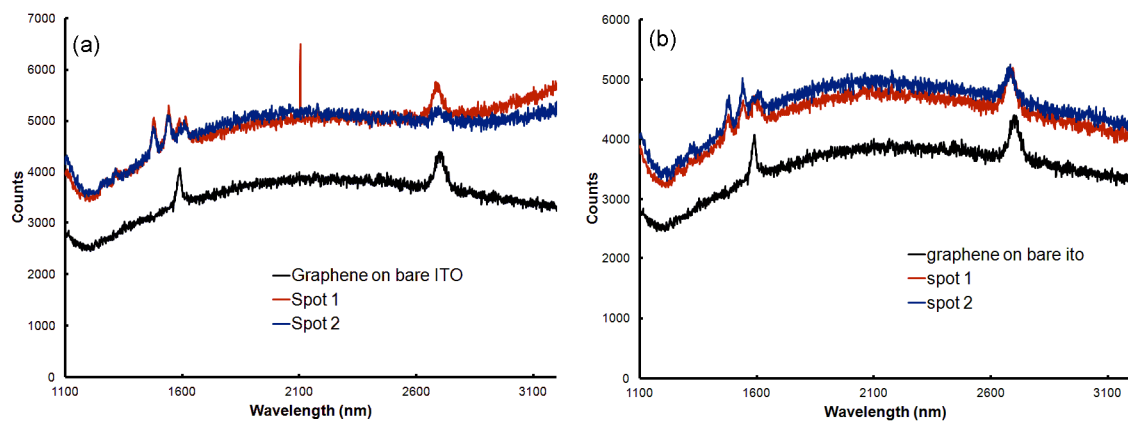 (a)
7000
6000
5000
4000
3000
2000
1000
0
Counts
Graphene on bare ITO
Spot 1
Spot 2
1100 1600 2100 2600 3100
Wavelength (nm)
(b)
6000
5000
4000
3000
2000
1000
0
Counts
graphene on bare ito
spot 1
spot 2
1100 1600 2100 2600 3100
Wavelength (nm)